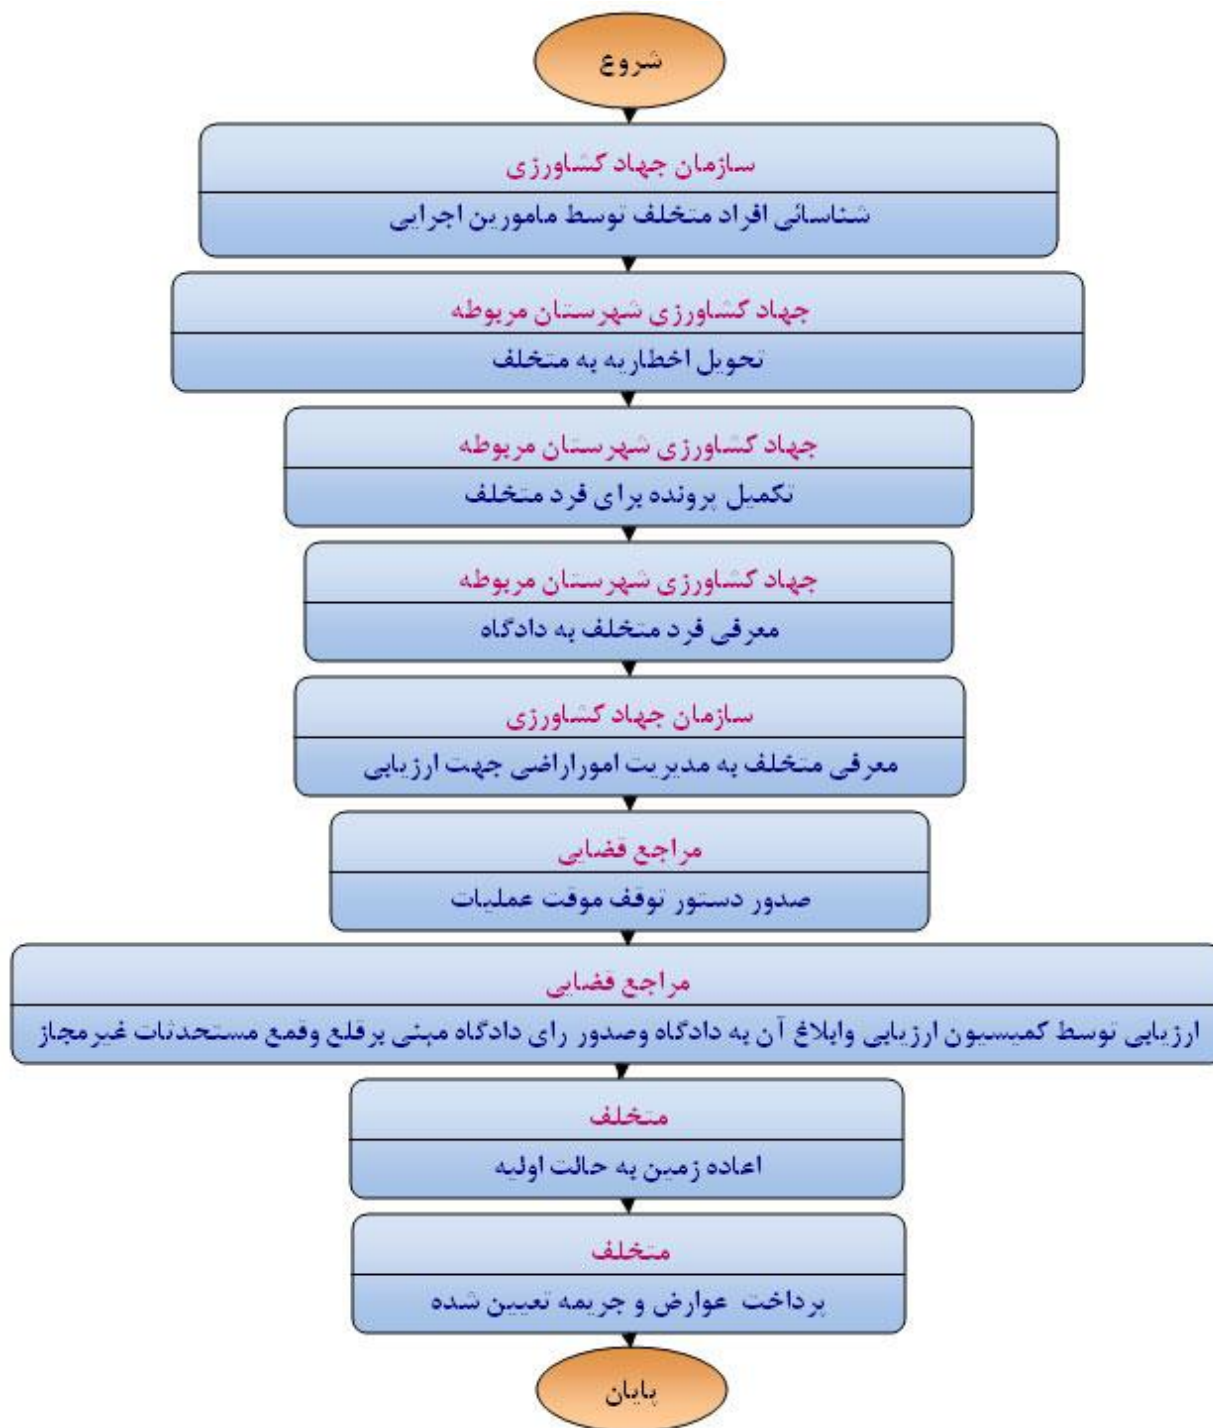 شروع
سازمان جهاد کشاورزی
شناسائی افراد متخلف توسط مامورین اجرایی
جهاد کشاورزی شهرستان مربوطه
تحویل اخطاریه به متخلف
جهاد کشاورزی شهرستان مربوطه
تکمیل پرونده برای فرد متخلف
جهاد کشاورزی شهرستان مربوطه
معرفی فرد متخلف به دادگاه
سازمان جهاد کشاورزی
معرفی متخلف به مدیریت اموراراضی جهت ارزیابی
مراجع قضایی
صدور دستور توقف موقت عملیات
مراجع قضایی
ارزیابی توسط کمیسیون ارزیابی وابلاغ آن به دادگاه وصدور رای دادگاه مبنی برقلع وقمع مستحدثات غیرمجاز
متخلف
اعاده زمین به حالت اولیه
متخلف
پرداخت عوارض و جریمه تعیین شده
پایان